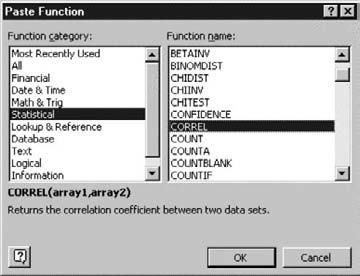 Paste Function
Function category:
Most Recently Used
All
Financial
Date & Time
Math & Trig
Statistical
Lookup & Reference
Database
Text
Logical
Information
Function name:
BETAINV
BINOMDIST
CHIDIST
CHIINV
CHITEST
CONFIDENCE
CORREL
COUNT
COUNTA
COUNTBLANK
COUNTIF
CORREL(array1,array2)
Returns the correlation coefficient between two data sets.
OK
Cancel